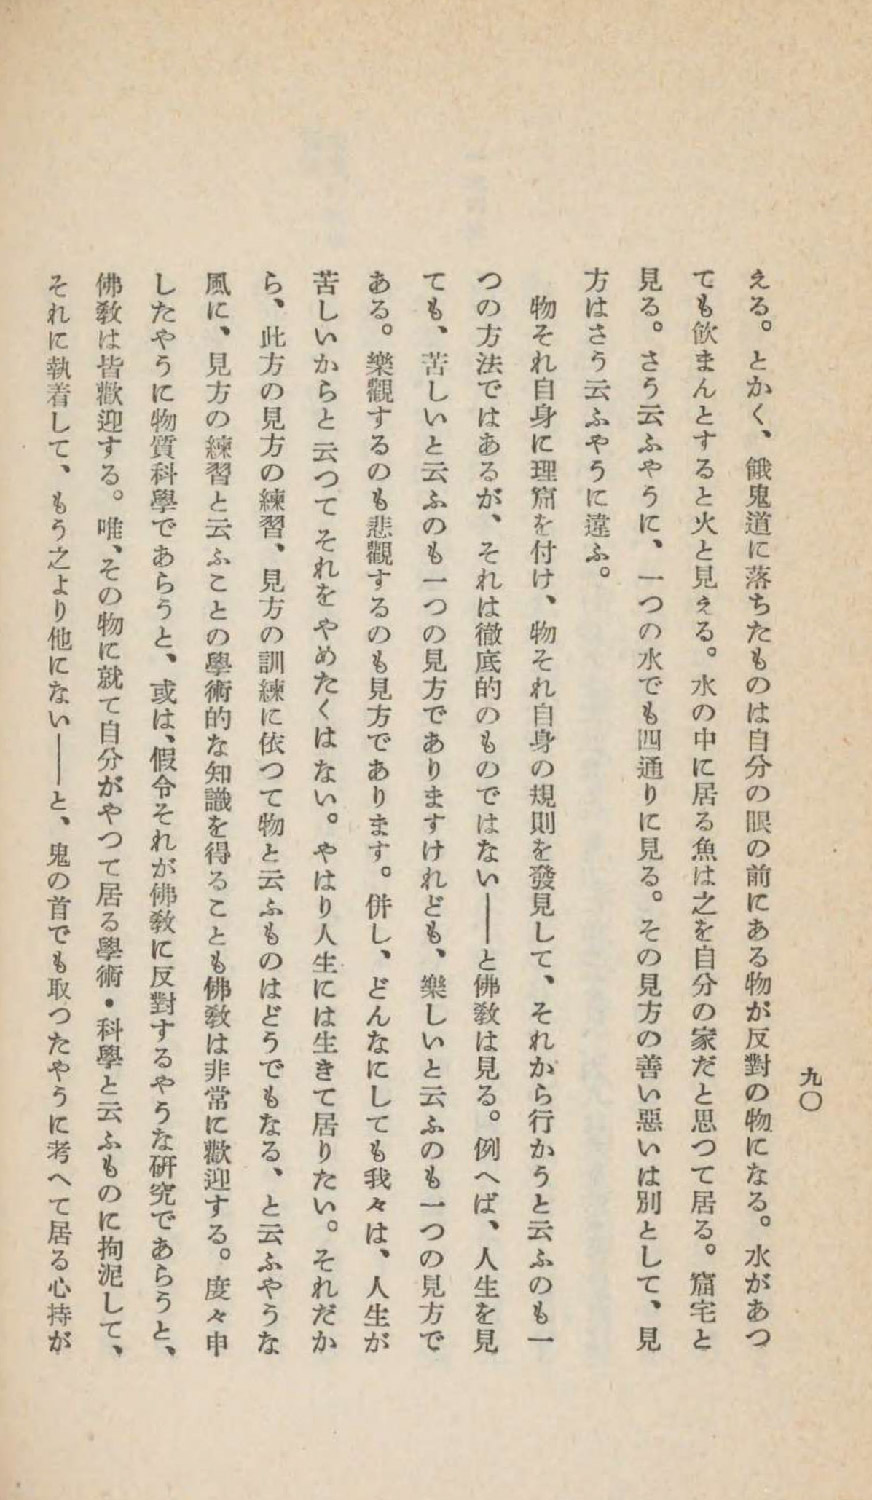 九〇
える。とかく、餓鬼道に落ちたものは自分の眼の前にある物が反對の物になる。水があつ
ても飮まんとすると火と見える。水の中に居る魚は之を自分の家だと思つて居る。窟宅と
見る。さう云ふやうに、一つの水でも四通りに見る。その見方の善い惡いは別として、見
方はさう云ふやうに違ふ。
物それ自身に理窟を付け、物それ自身の規則を發見して、それから行かうと云ふのも一
つの方法ではあるが、それは徹底的のものではない――と佛敎は見る。例へば、人生を見
ても、苦しいと云ふのも一つの見方でありますけれども、樂しいと云ふのも一つの見方で
ある。樂觀するのも悲觀するのも見方であります。併し、どんなにしても我々は、人生が
苦しいからと云つてそれをやめたくはない。やはり人生には生きて居りたい。それだか
ら、此方の見方の練習、見方の訓練に依つて物と云ふものはどうでもなる、と云ふやうな
風に、見方の練習と云ふことの學術的な知識を得ることも佛敎は非常に歡迎する。度々申
したやうに物質科學であらうと、或は、假令それが佛敎に反對するやうな硏究であらうと、
佛敎は皆歡迎する。唯、その物に就て自分がやつて居る學術・科學と云ふものに拘泥して、
それに執着して、もう之より他にない――と、鬼の首でも取つたやうに考へて居る心持が